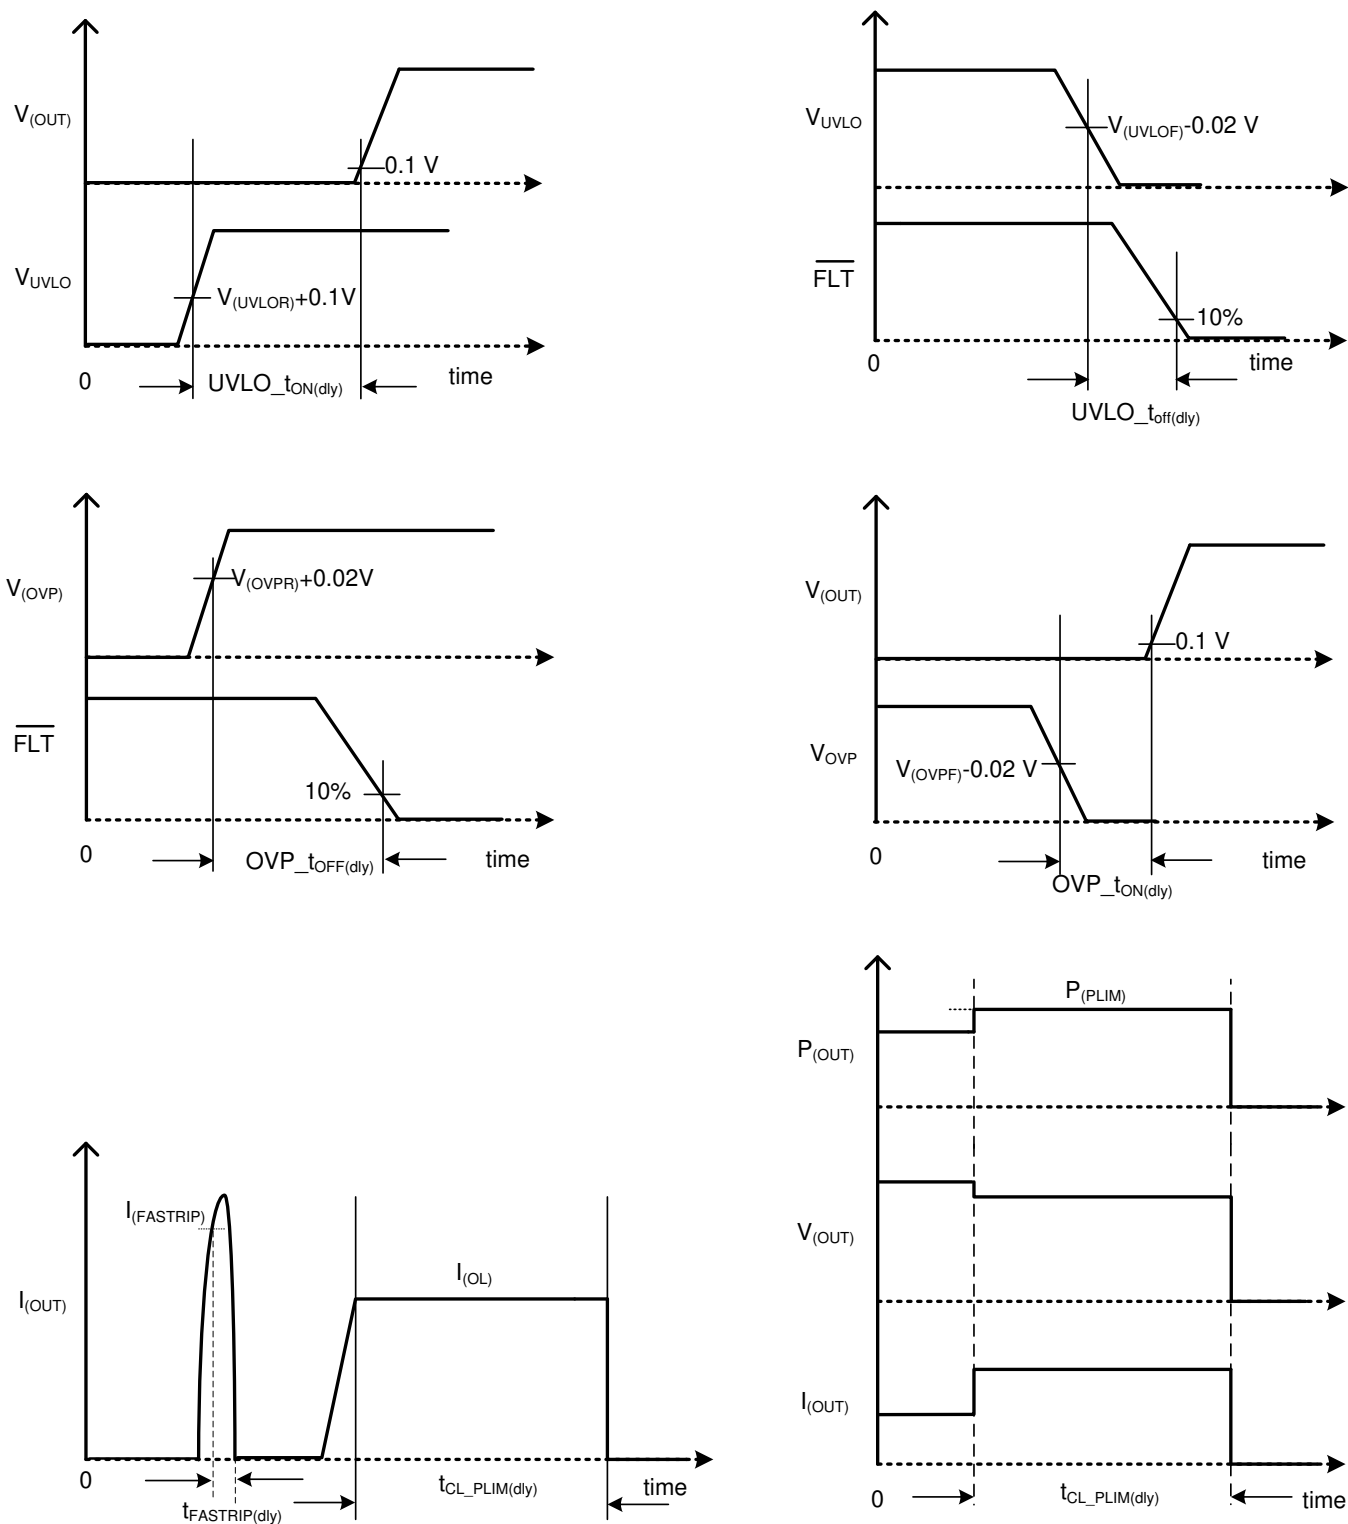 V(OUT)
0.1 V
VUVLO
V(UVLOR)+0.1V
0
UVLO_tON(dly)
time
VUVLO
V(UVLOF)-0.02 V
FLT
10%
0
time
UVLO_toff(dly)
V(OVP)
V(OVPR)+0.02V
FLT
10%
0
OVP_tOFF(dly)
time
V(OUT)
0.1 V
VOVP
V(OVPF)-0.02 V
0
time
OVP_tON(dly)
I(FASTRIP)
I(OL)
I(OUT)
0
tCL_PLIM(dly)
time
tFASTRIP(dly)
P(PLIM)
P(OUT)
V(OUT)
I(OUT)
0
tCL_PLIM(dly)
time